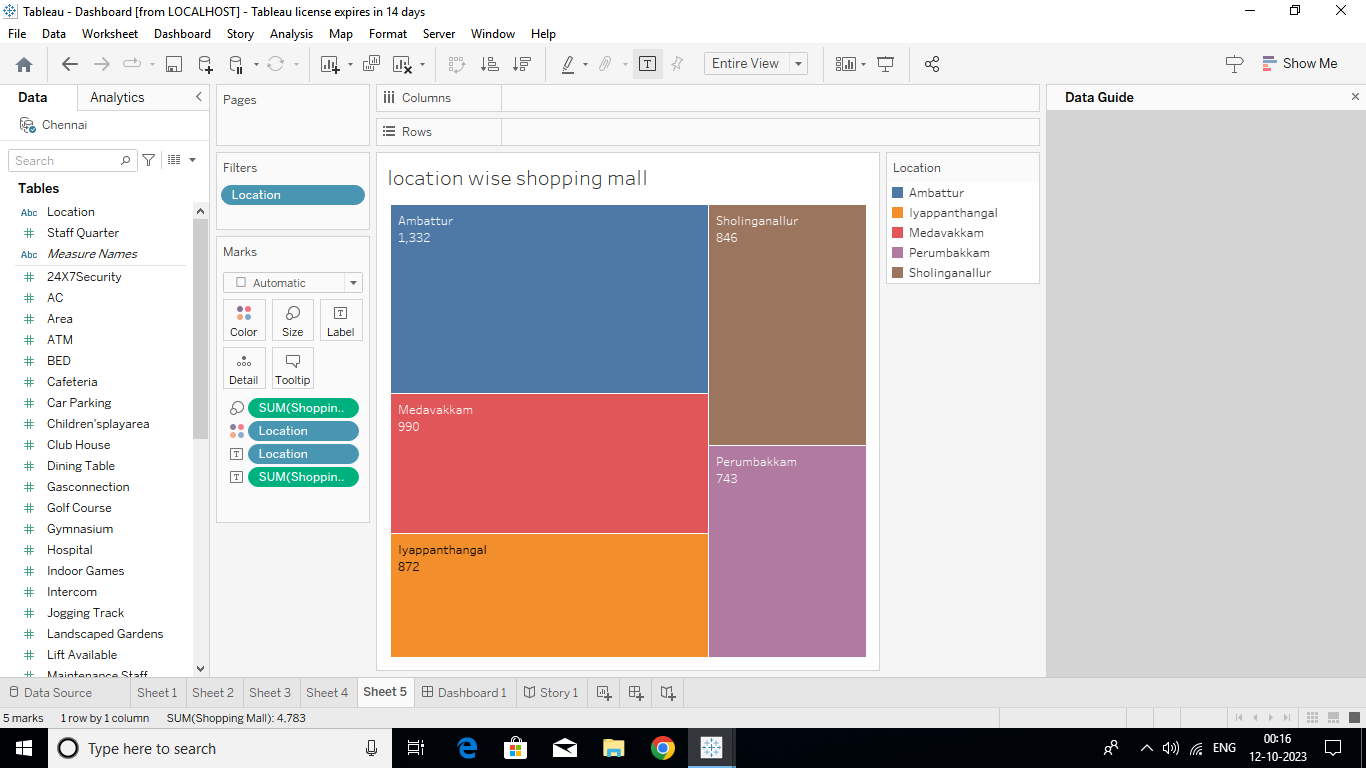 Tableau - Dashboard [from LOCALHOST] - Tableau license expires in 14 days
File Data Worksheet Dashboard Story Analysis Map Format Server Window Help
Entire View
Show Me
Data Analytics
Chennai
Search
Tables
Abc Location
Staff Quarter
Abc Measure Names
24X7Security
AC
Area
ATM
BED
Cafeteria
Car Parking
Children'splayarea
Club House
Dining Table
Gasconnection
Golf Course
Gymnasium
Hospital
Indoor Games
Intercom
Jogging Track
Landscaped Gardens
Lift Available
Maintenance Staff
Pages
Filters
Location
Marks
Automatic
Color Size Label
Detail Tooltip
SUM(Shoppin..
Location
Location
SUM(Shoppin..
Columns
Rows
location wise shopping mall
Ambattur
1,332
Medavakkam
990
Iyappanthangal
872
Sholinganallur
846
Perumbakkam
743
Location
Ambattur
Iyappanthangal
Medavakkam
Perumbakkam
Sholinganallur
Data Guide
Data Source Sheet 1 Sheet 2 Sheet 3 Sheet 4 Sheet 5 Dashboard 1 Story 1
5 marks 1 row by 1 column SUM(Shopping Mall): 4,783
Type here to search
ENG
00:16
12-10-2023